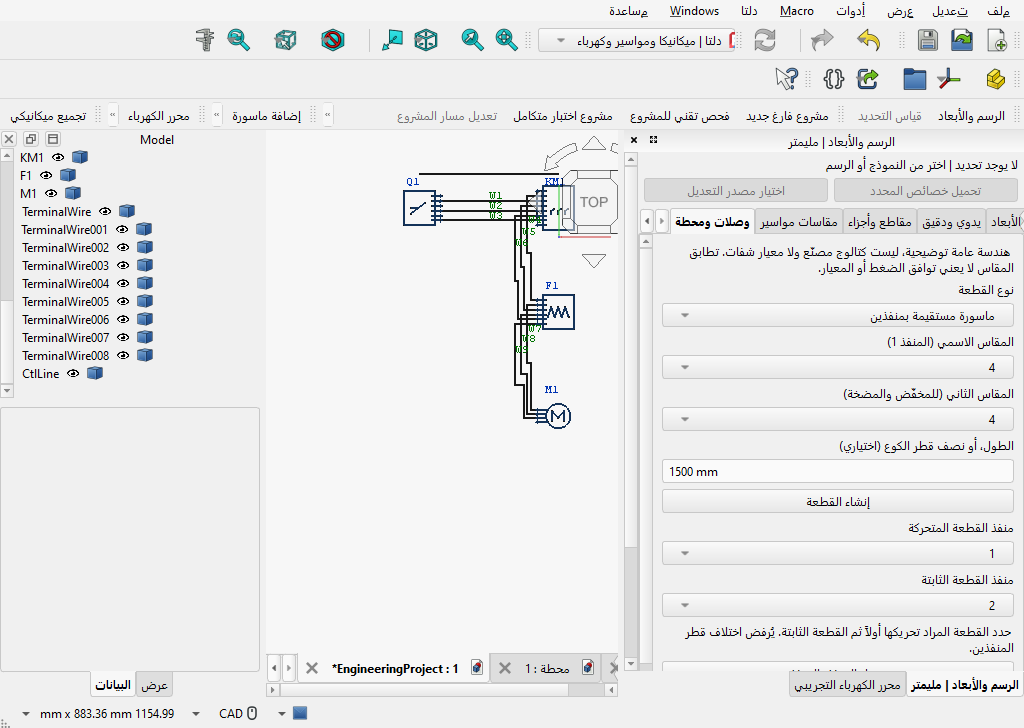 ملف تعديل عرض أدوات Macro دلتا Windows مساعدة
دلتا | ميكانيكا ومواسير وكهرباء
الرسم والأبعاد قياس التحديد مشروع فارغ جديد فحص تقني للمشروع مشروع اختبار متكامل تعديل مسار المشروع إضافة ماسورة محرر الكهرباء تجميع ميكانيكي
Model
KM1
F1
M1
TerminalWire
TerminalWire001
TerminalWire002
TerminalWire003
TerminalWire004
TerminalWire005
TerminalWire006
TerminalWire007
TerminalWire008
CtlLine
عرض البيانات
Q1
KM1
W1
W2
W3
W5
W6
TOP
F1
W7
W8
W9
M1
EngineeringProject : 1*
محطة : 1
الرسم والأبعاد | مليمتر
لا يوجد تحديد | اختر من النموذج أو الرسم
تحميل خصائص المحدد
اختيار مصدر التعديل
الأبعاد يدوي ودقيق مقاطع وأجزاء مقاسات مواسير وصلات ومحطة
هندسة عامة توضيحية، ليست كتالوج مصنّع ولا معيار شفات. تطابق
المقاس لا يعني توافق الضغط أو المعيار.
نوع القطعة
ماسورة مستقيمة بمنفذين
المقاس الاسمي (المنفذ 1)
4
المقاس الثاني (للمخفّض والمضخة)
4
الطول، أو نصف قطر الكوع (اختياري)
1500 mm
إنشاء القطعة
منفذ القطعة المتحركة
1
منفذ القطعة الثابتة
2
حدد القطعة المراد تحريكها أولاً ثم القطعة الثابتة. يُرفض اختلاف قطر
المنفذين.
الرسم والأبعاد | مليمتر محرر الكهرباء التجريبي
1154.99 mm x 883.36 mm
CAD